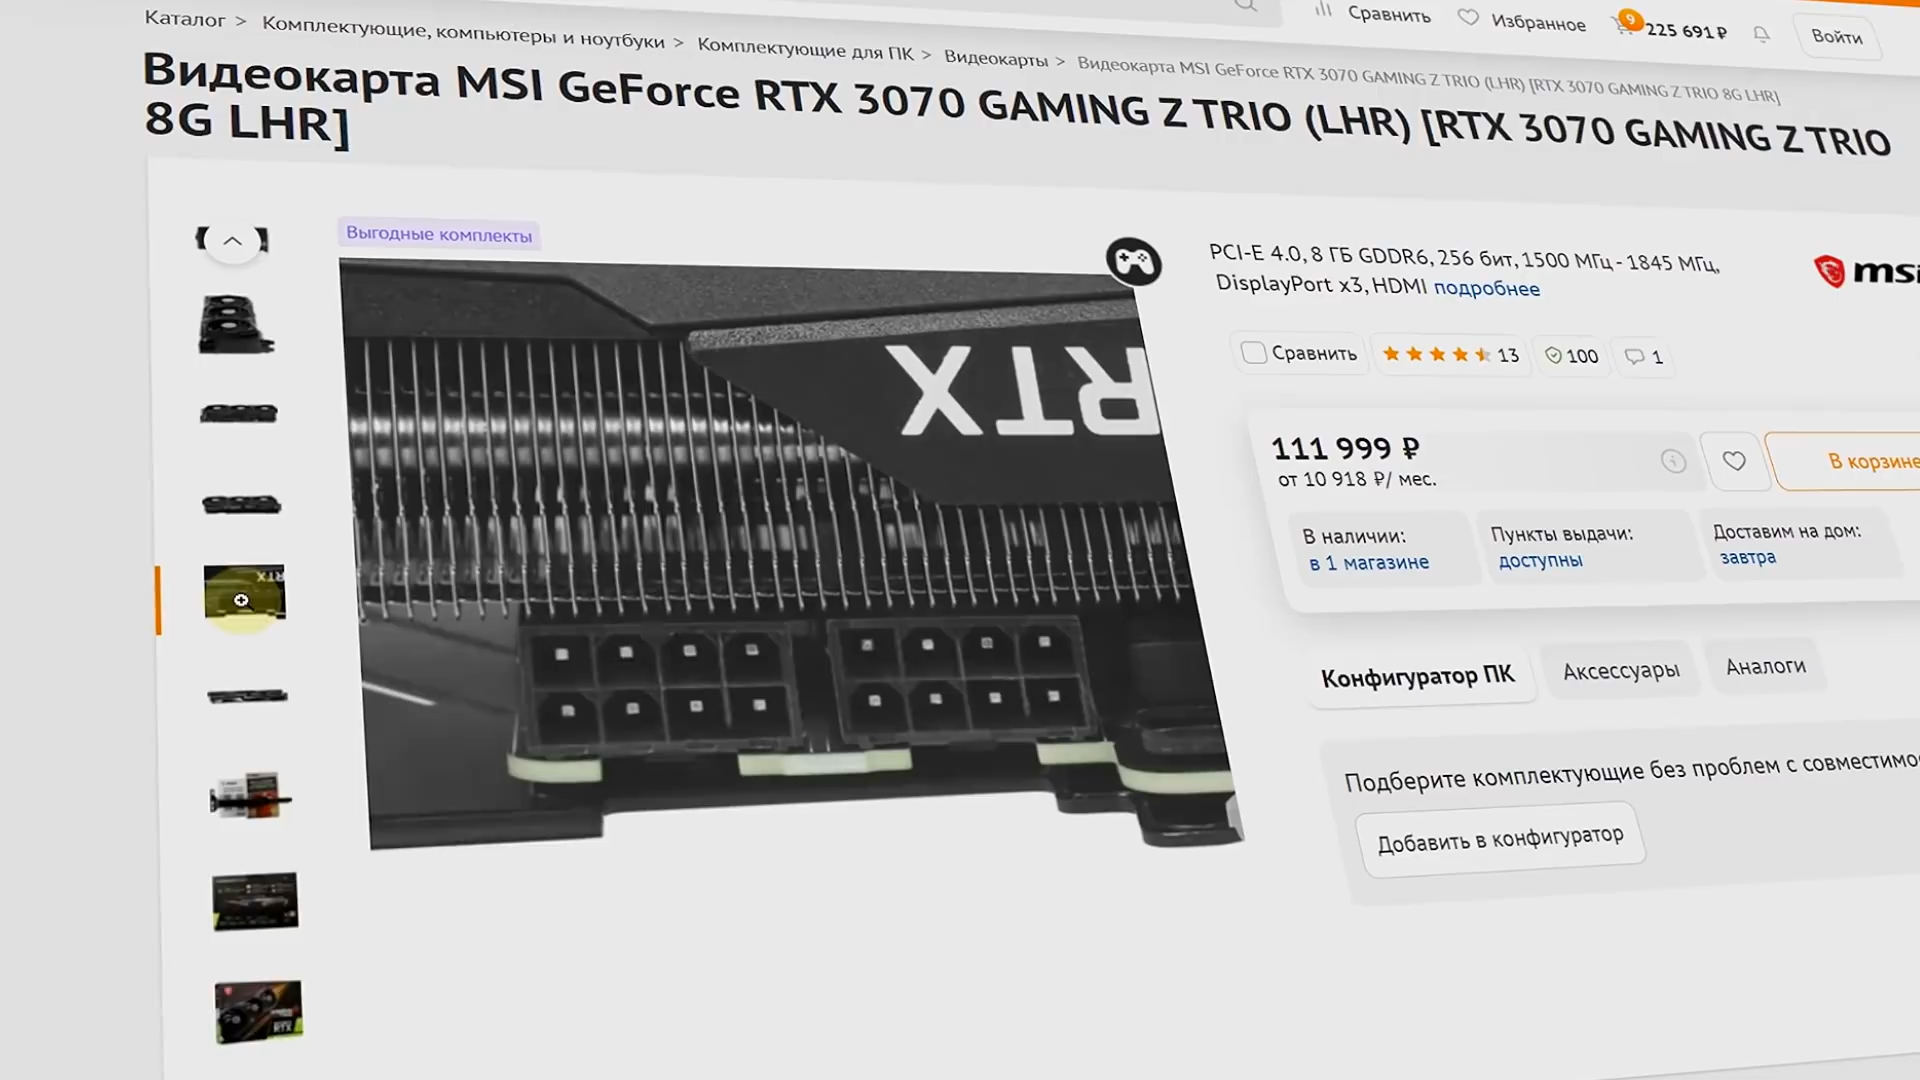 Сравнить
Избранное
9
225 691 ₽
Войти
Каталог > Комплектующие, компьютеры и ноутбуки > Комплектующие для ПК > Видеокарты > Видеокарта MSI GeForce RTX 3070 GAMING Z TRIO (LHR) [RTX 3070 GAMING Z TRIO 8G LHR]
Видеокарта MSI GeForce RTX 3070 GAMING Z TRIO (LHR) [RTX 3070 GAMING Z TRIO
8G LHR]
Выгодные комплекты
RTX
RTX
PCI-E 4.0, 8 ГБ GDDR6, 256 бит, 1500 МГц - 1845 МГц,
DisplayPort x3, HDMI подробнее
msi
Сравнить
13
100
1
111 999 ₽
от 10 918 ₽/ мес.
В корзине
В наличии:
в 1 магазине
Пункты выдачи:
доступны
Доставим на дом:
завтра
Конфигуратор ПК
Аксессуары
Аналоги
Подберите комплектующие без проблем с совместимо
Добавить в конфигуратор